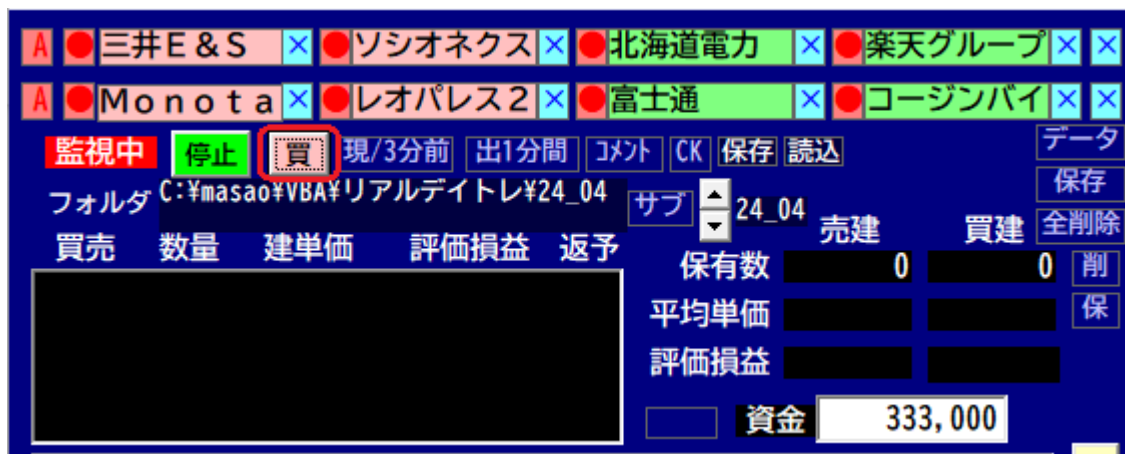 A ●三井E＆S × ●ソシオネクス × ●北海道電力 × ●楽天グループ × ×
A ●Monota × ●レオパレス2 × ●富士通 × ●コージンバイ × ×
監視中 停止 買 現/3分前 出1分間 コメント CK 保存 読込 データ
フォルダ C:¥masao¥VBA¥リアルデイトレ¥24_04 サブ 24_04 保存
買売 数量 建単価 評価損益 返予 売建 買建 全削除
保有数 0 0 削
平均単価 保
評価損益
資金 333,000